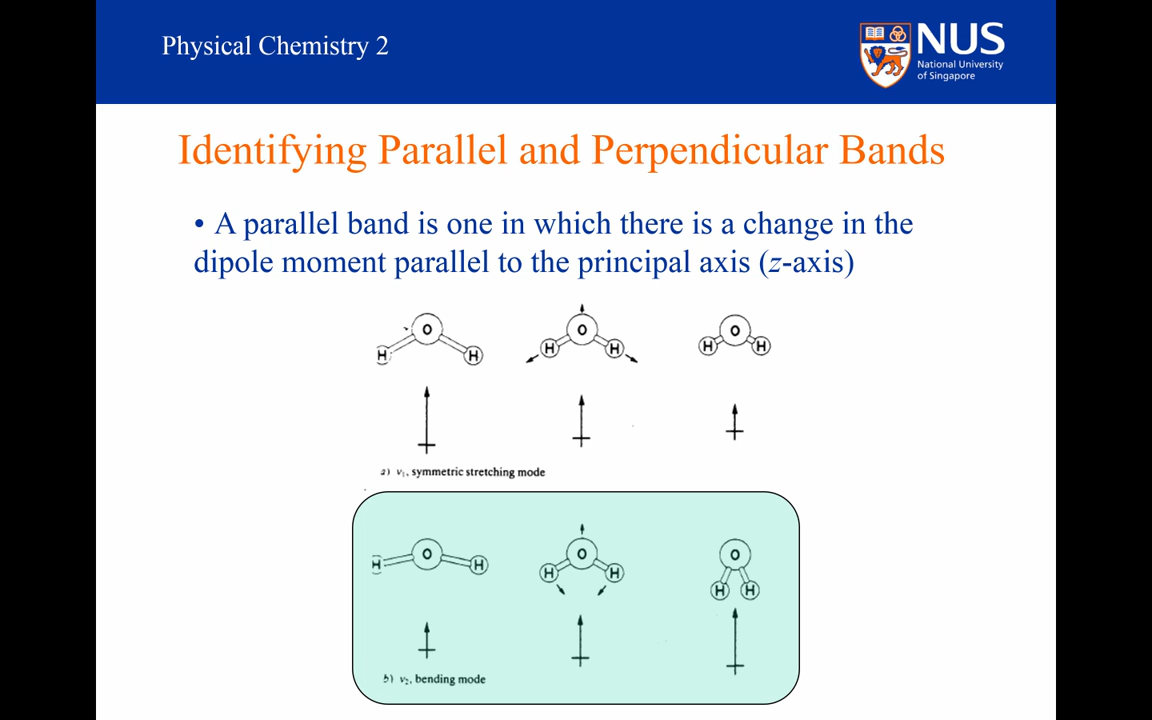 Physical Chemistry 2
NUS
National University
of Singapore
Identifying Parallel and Perpendicular Bands
• A parallel band is one in which there is a change in the
dipole moment parallel to the principal axis (z-axis)
O O O
H H H H H H
a) ν₁, symmetric stretching mode
O O O
H H H H H H
b) ν₂, bending mode